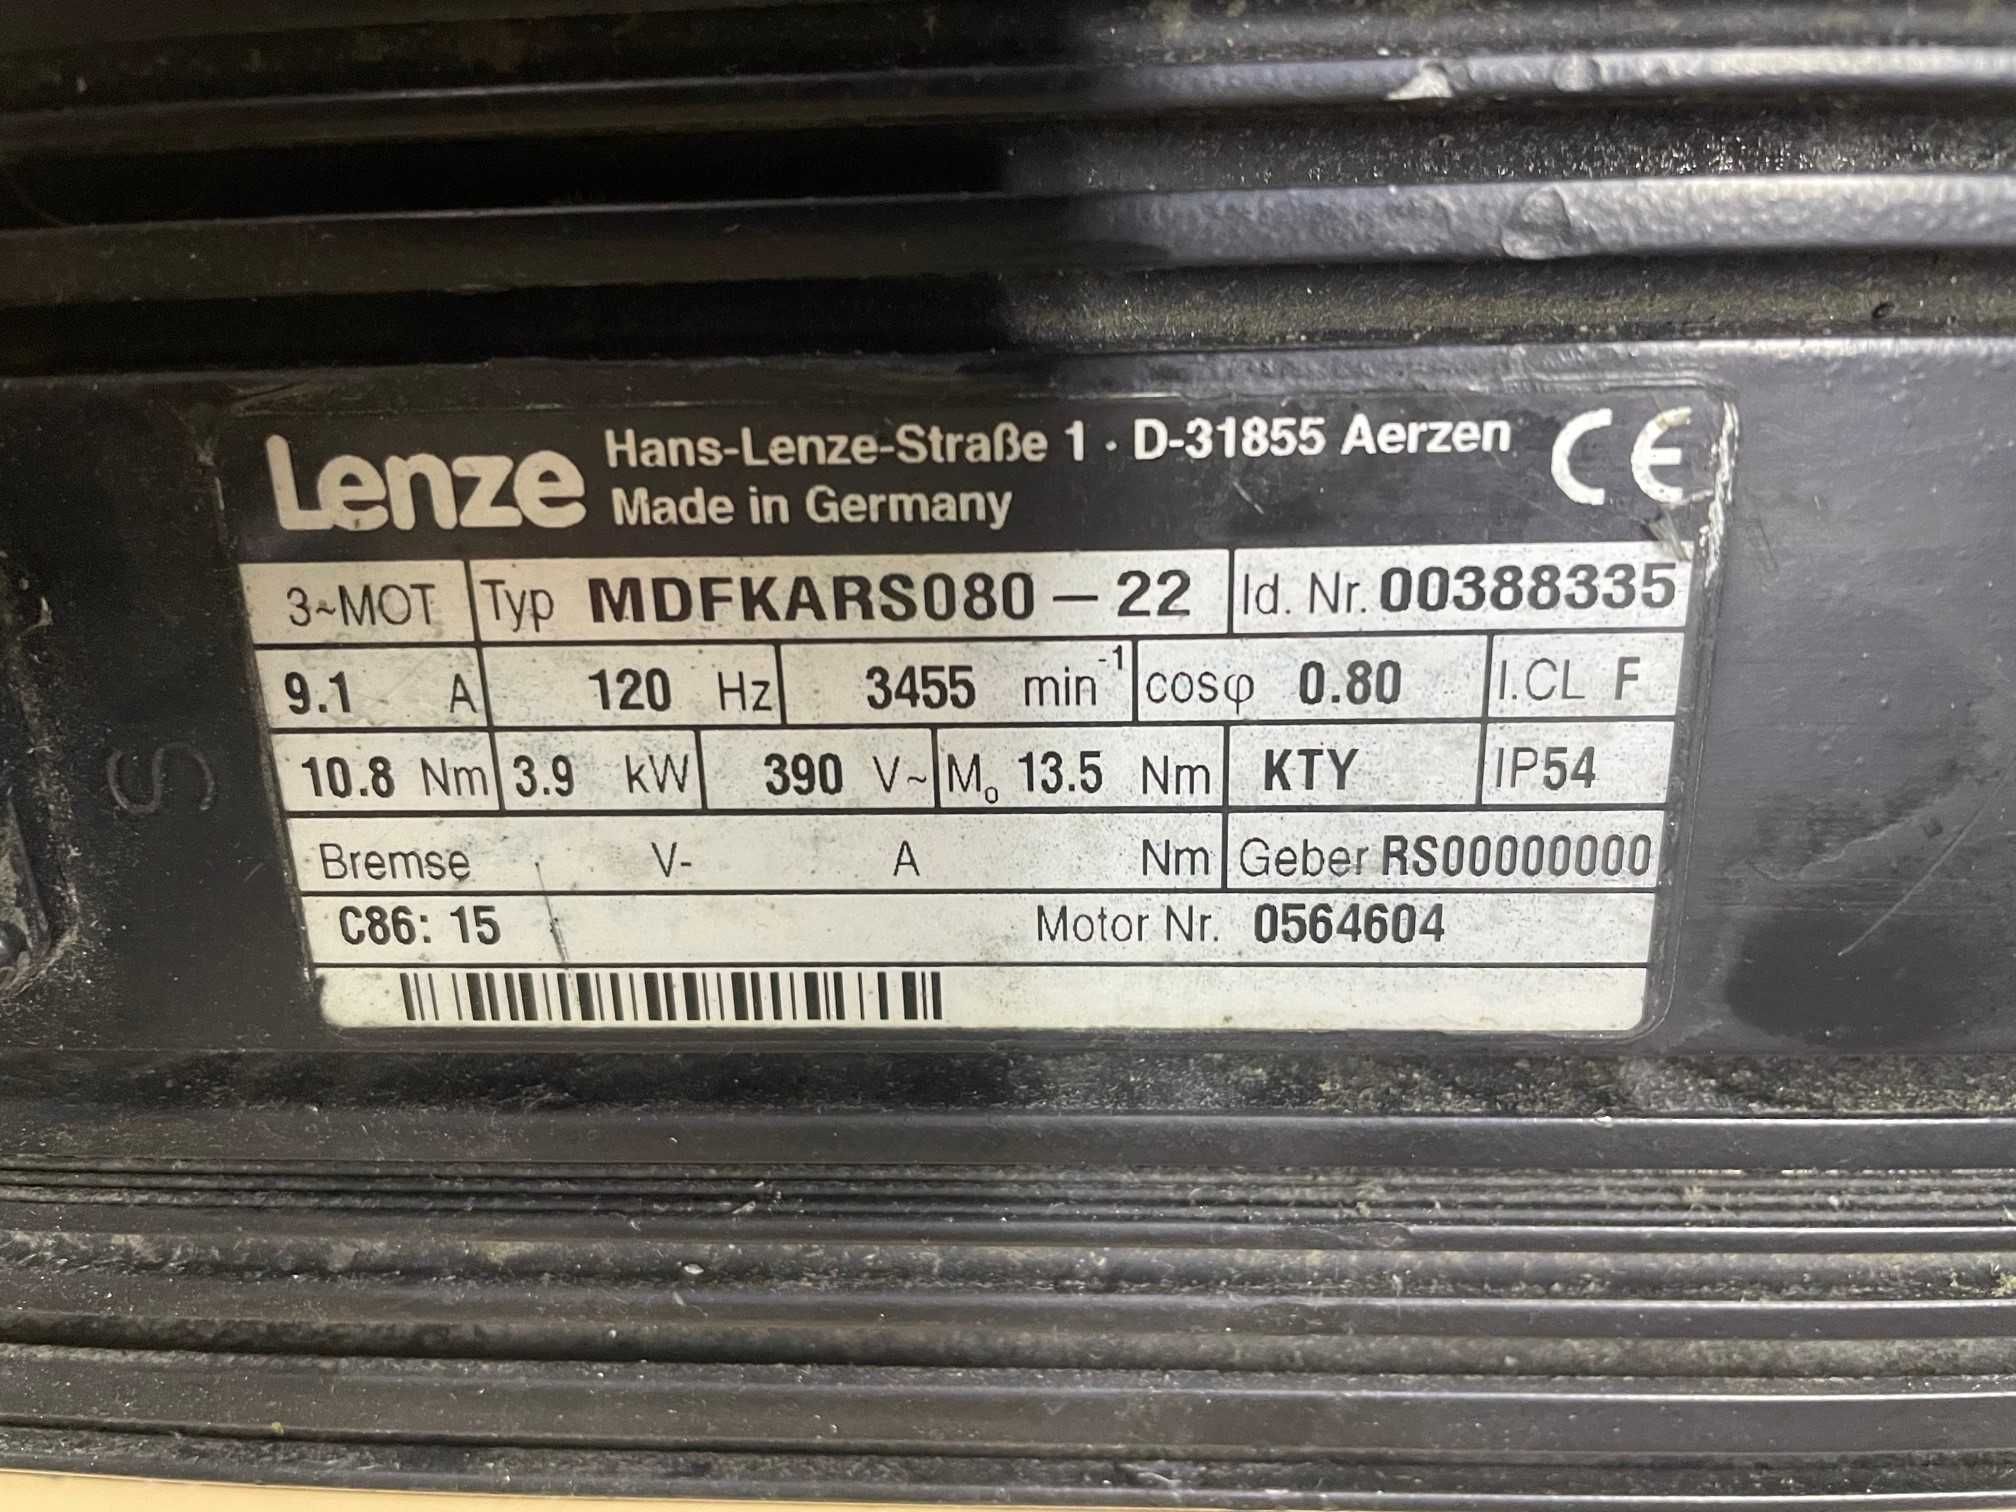 Lenze Hans-Lenze-Straße 1 · D-31855 Aerzen CE
Made in Germany
3~MOT Typ MDFKARS080-22 Id. Nr. 00388335
9.1 A 120 Hz 3455 min-1 cosφ 0.80 I.CL F
10.8 Nm 3.9 kW 390 V~ Mo 13.5 Nm KTY IP54
Bremse V- A Nm Geber RS00000000
C86: 15 Motor Nr. 0564604
S